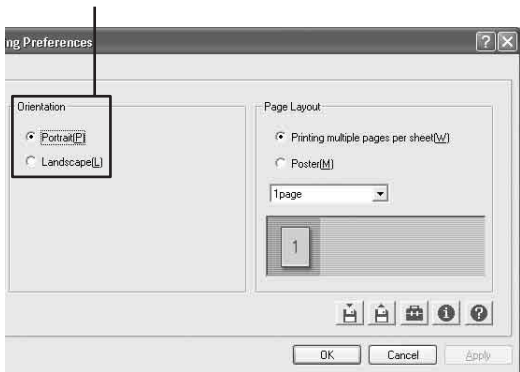 ng Preferences
Orientation
Portrait(P)
Landscape(L)
Page Layout
Printing multiple pages per sheet(W)
Poster(M)
1page
1
OK
Cancel
Apply